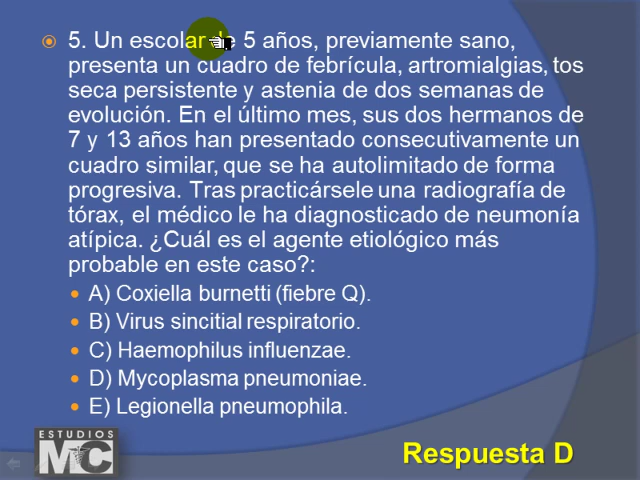 5. Un escolar de 5 años, previamente sano,
presenta un cuadro de febrícula, artromialgias, tos
seca persistente y astenia de dos semanas de
evolución. En el último mes, sus dos hermanos de
7 y 13 años han presentado consecutivamente un
cuadro similar, que se ha autolimitado de forma
progresiva. Tras practicársele una radiografía de
tórax, el médico le ha diagnosticado de neumonía
atípica. ¿Cuál es el agente etiológico más
probable en este caso?:
A) Coxiella burnetti (fiebre Q).
B) Virus sincitial respiratorio.
C) Haemophilus influenzae.
D) Mycoplasma pneumoniae.
E) Legionella pneumophila.
ESTUDIOS
MC
Respuesta D